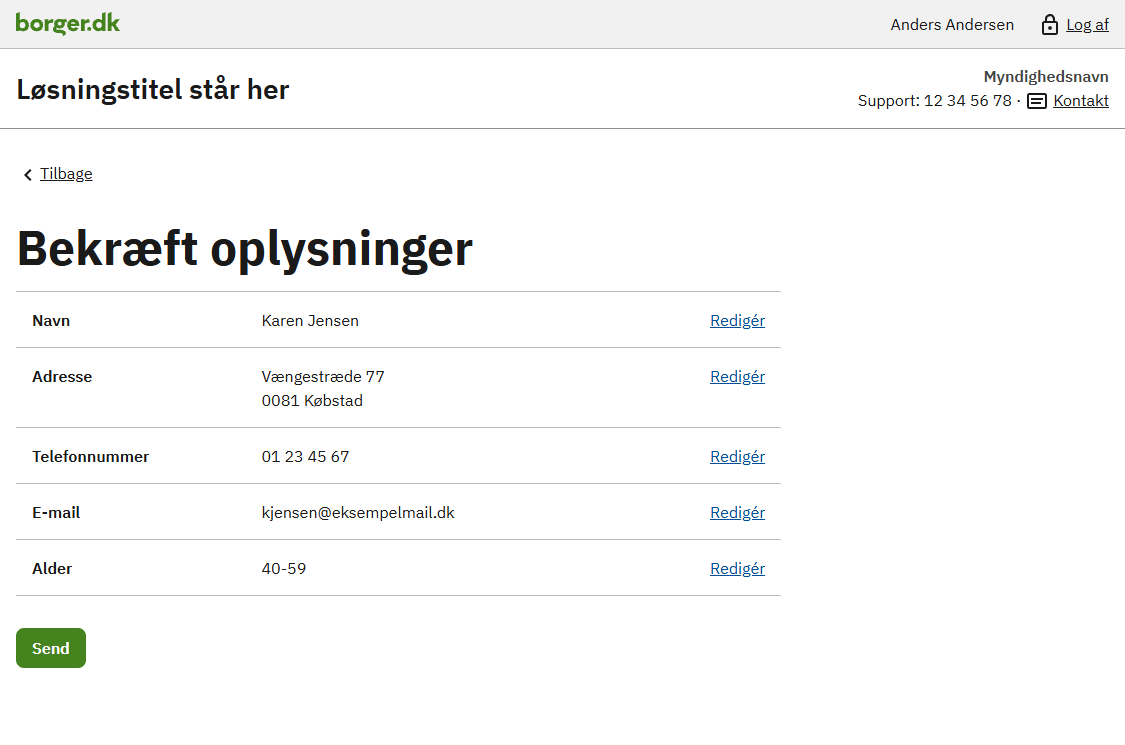 borger.dk
Anders Andersen Log af
Løsningstitel står her
Myndighedsnavn
Support: 12 34 56 78 · Kontakt
Tilbage
Bekræft oplysninger
Navn Karen Jensen Redigér
Adresse Vængestræde 77 Redigér
0081 Købstad
Telefonnummer 01 23 45 67 Redigér
E-mail kjensen@eksempelmail.dk Redigér
Alder 40-59 Redigér
Send